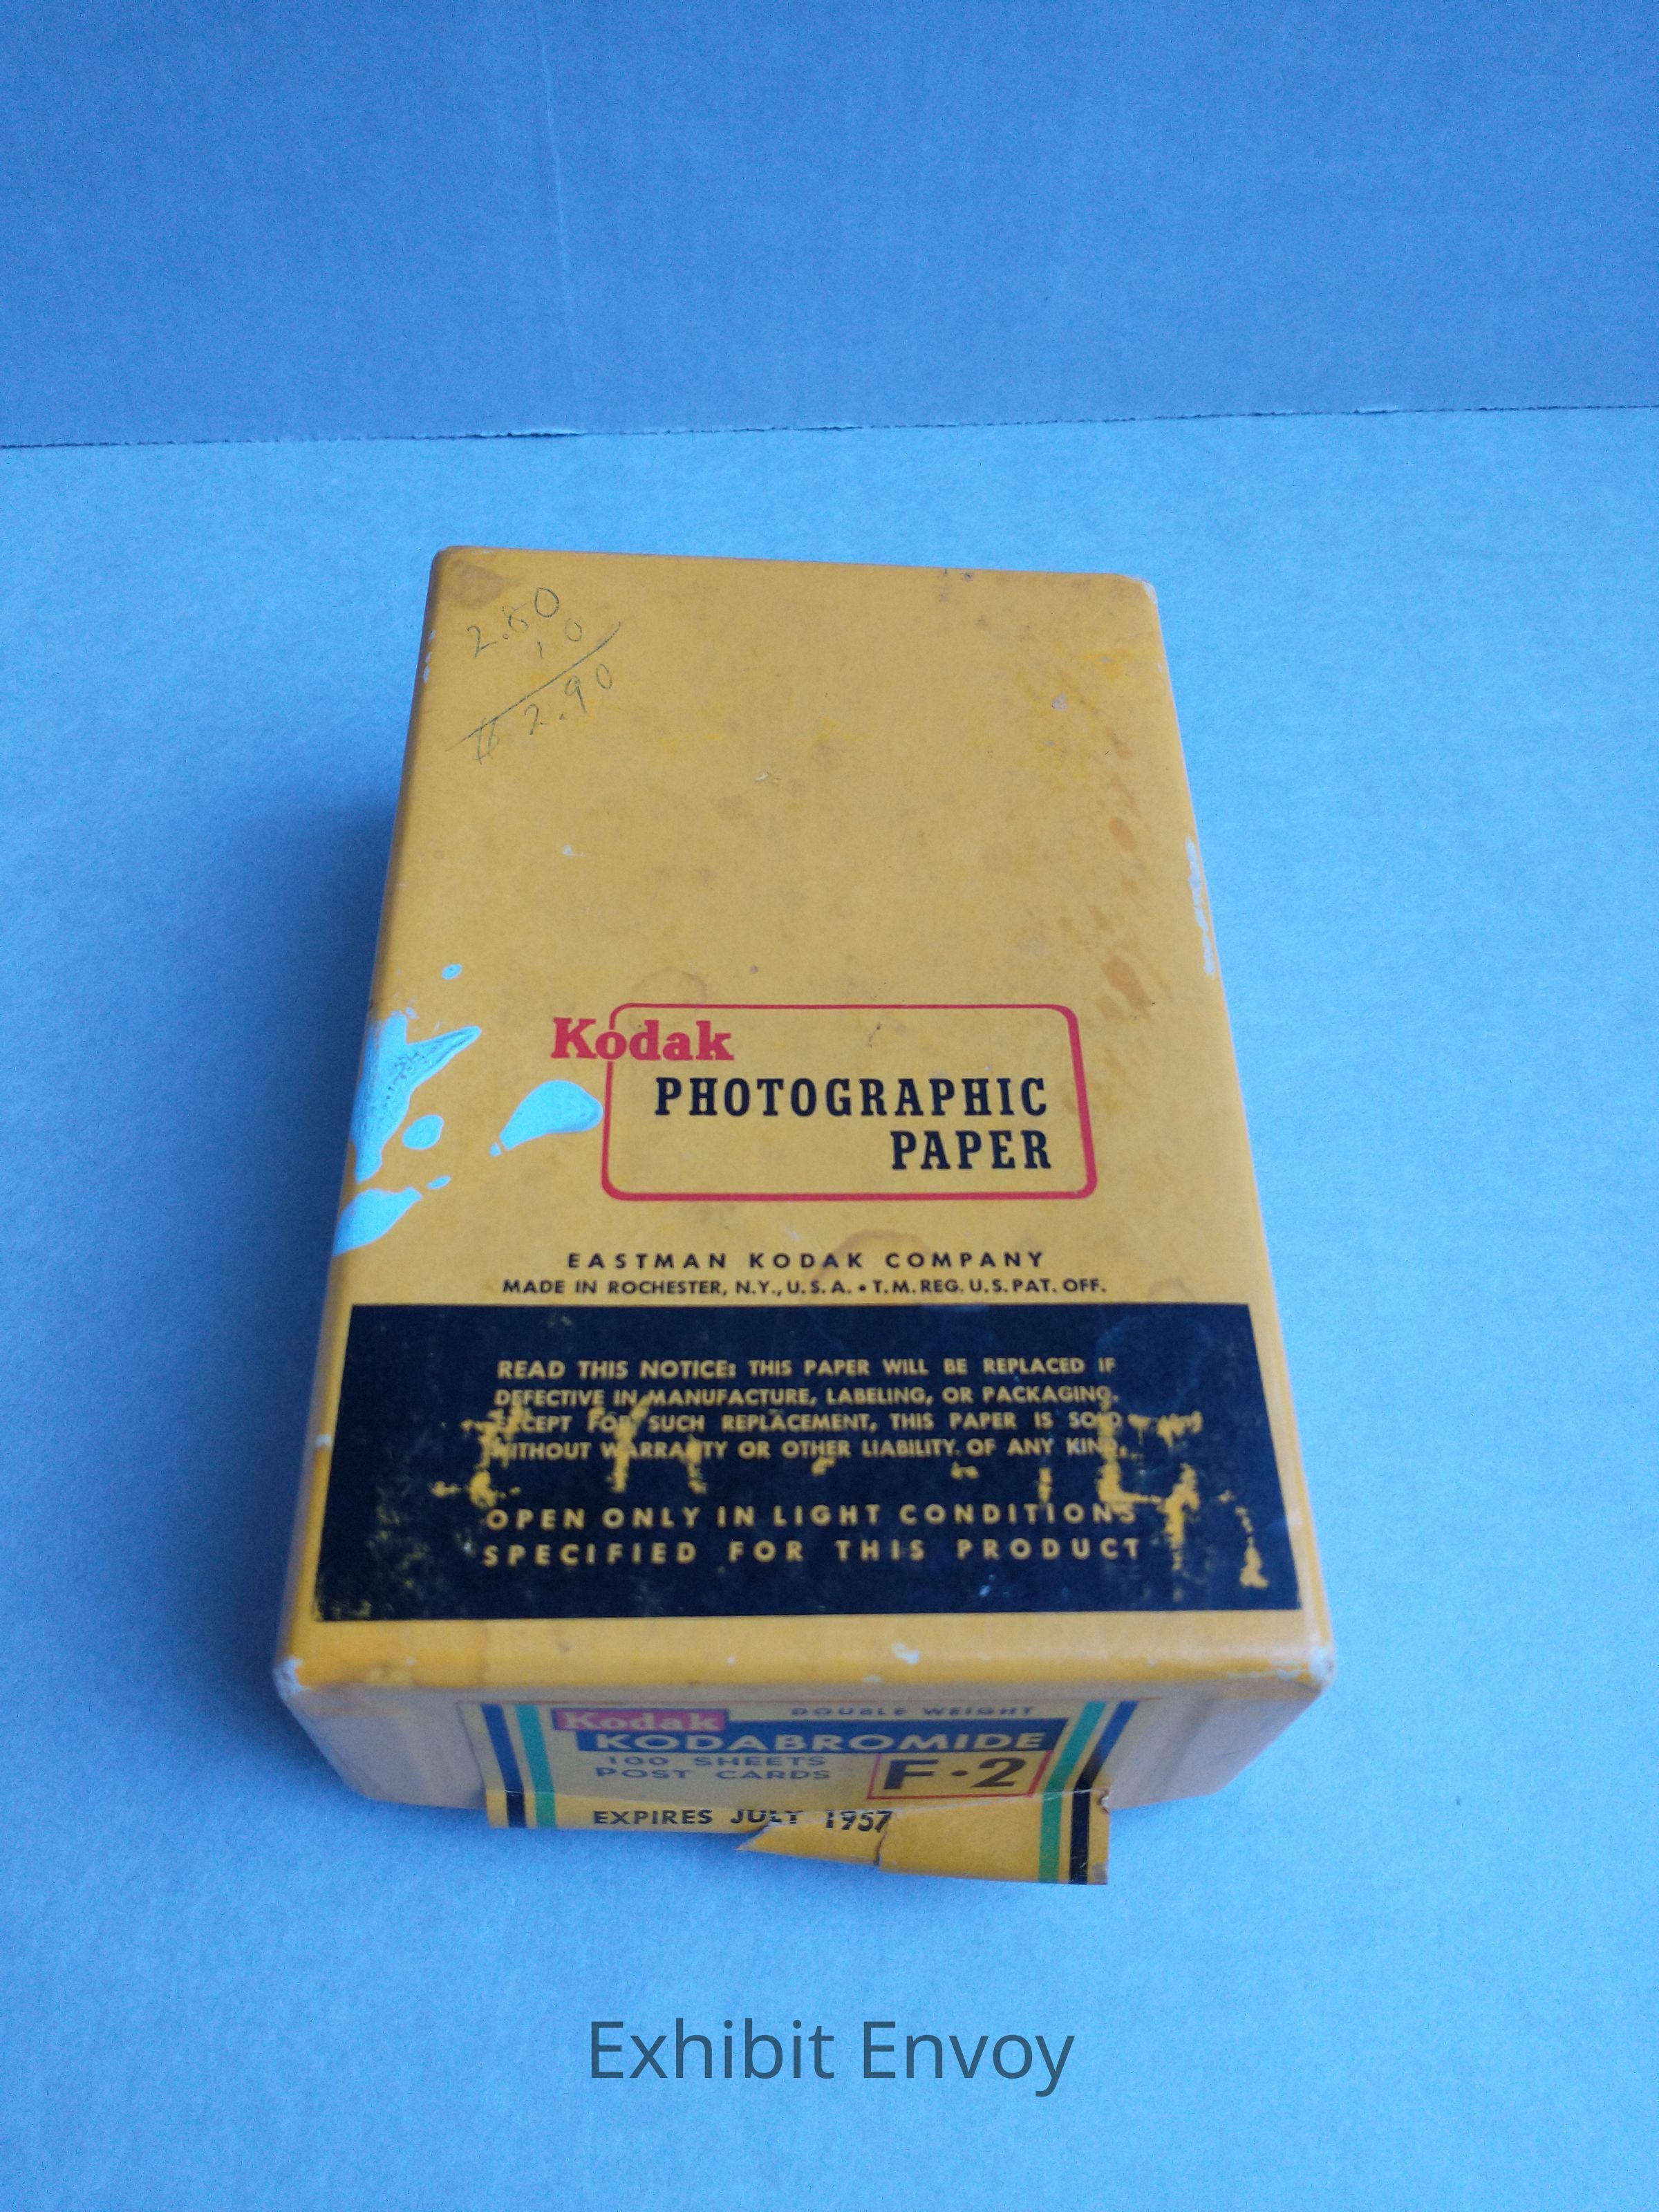 2.80
10
2.90
Kodak
PHOTOGRAPHIC
PAPER
EASTMAN KODAK COMPANY
MADE IN ROCHESTER, N.Y., U.S.A. • T.M. REG. U.S. PAT. OFF.
READ THIS NOTICE: THIS PAPER WILL BE REPLACED IF
DEFECTIVE IN MANUFACTURE, LABELING, OR PACKAGING.
EXCEPT FOR SUCH REPLACEMENT, THIS PAPER IS SOLD
WITHOUT WARRANTY OR OTHER LIABILITY OF ANY KIND.
OPEN ONLY IN LIGHT CONDITIONS
SPECIFIED FOR THIS PRODUCT
Kodak DOUBLE WEIGHT
KODABROMIDE
100 SHEETS
POST CARDS F•2
EXPIRES JULY 1957
Exhibit Envoy